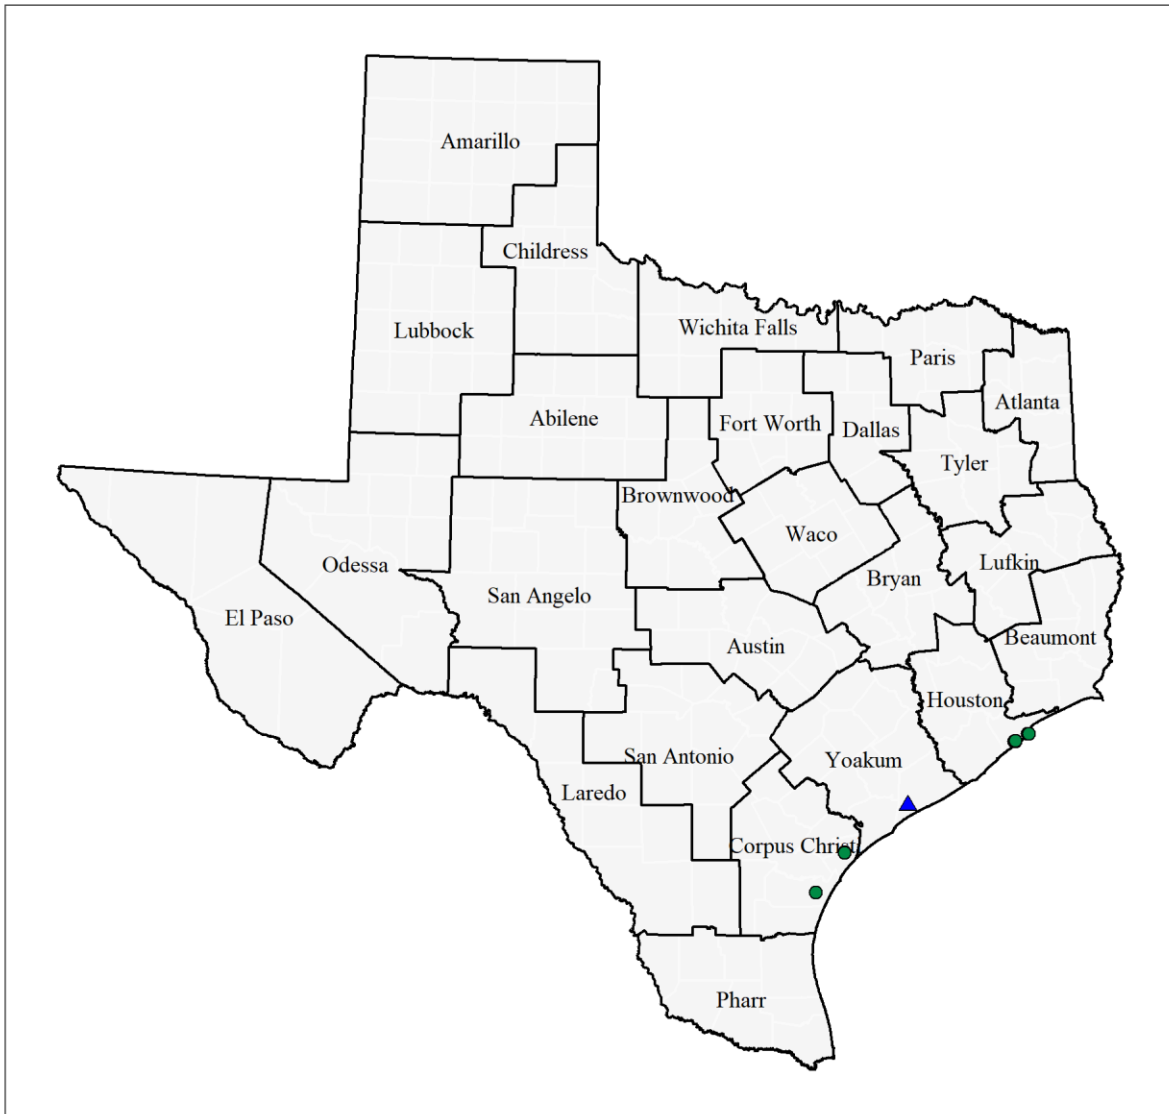 Amarillo
Childress
Lubbock
Wichita Falls
Paris
Atlanta
Abilene
Fort Worth
Dallas
Tyler
Brownwood
Waco
Odessa
Lufkin
Bryan
San Angelo
El Paso
Austin
Beaumont
Houston
San Antonio
Yoakum
Laredo
Corpus Christi
Pharr